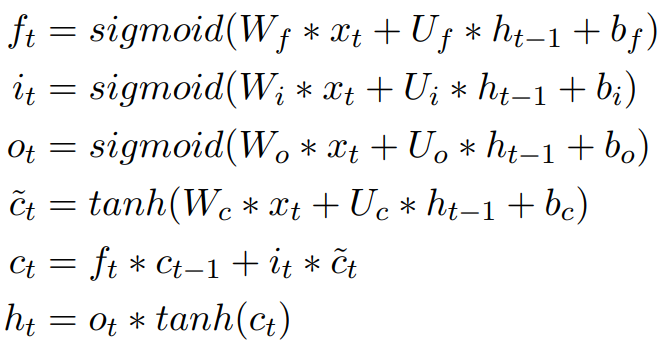 f_t = sigmoid(W_f * x_t + U_f * h_{t-1} + b_f)
i_t = sigmoid(W_i * x_t + U_i * h_{t-1} + b_i)
o_t = sigmoid(W_o * x_t + U_o * h_{t-1} + b_o)
c̃_t = tanh(W_c * x_t + U_c * h_{t-1} + b_c)
c_t = f_t * c_{t-1} + i_t * c̃_t
h_t = o_t * tanh(c_t)